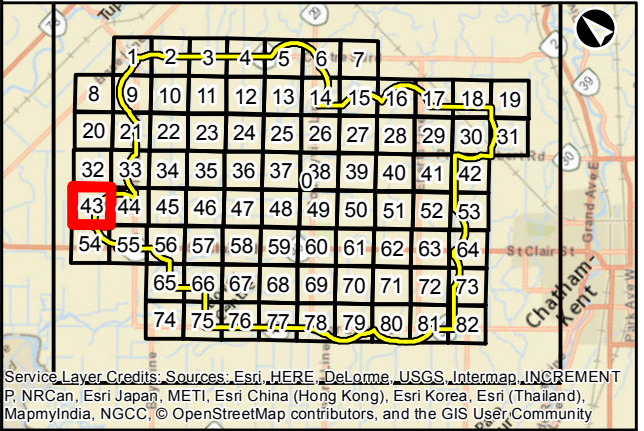 1 2 3 4 5 6 7
8 9 10 11 12 13 14 15 16 17 18 19
20 21 22 23 24 25 26 27 28 29 30 31
32 33 34 35 36 37 38 39 40 41 42
0
43 44 45 46 47 48 49 50 51 52 53
54 55 56 57 58 59 60 61 62 63 64
St Clair St
65 66 67 68 69 70 71 72 73
74 75 76 77 78 79 80 81 82
39
Grand Ave E
Park Ave W
Chatham-
Kent
Service Layer Credits: Sources: Esri, HERE, DeLorme, USGS, Intermap, INCREMENT
P, NRCan, Esri Japan, METI, Esri China (Hong Kong), Esri Korea, Esri (Thailand),
MapmyIndia, NGCC, © OpenStreetMap contributors, and the GIS User Community